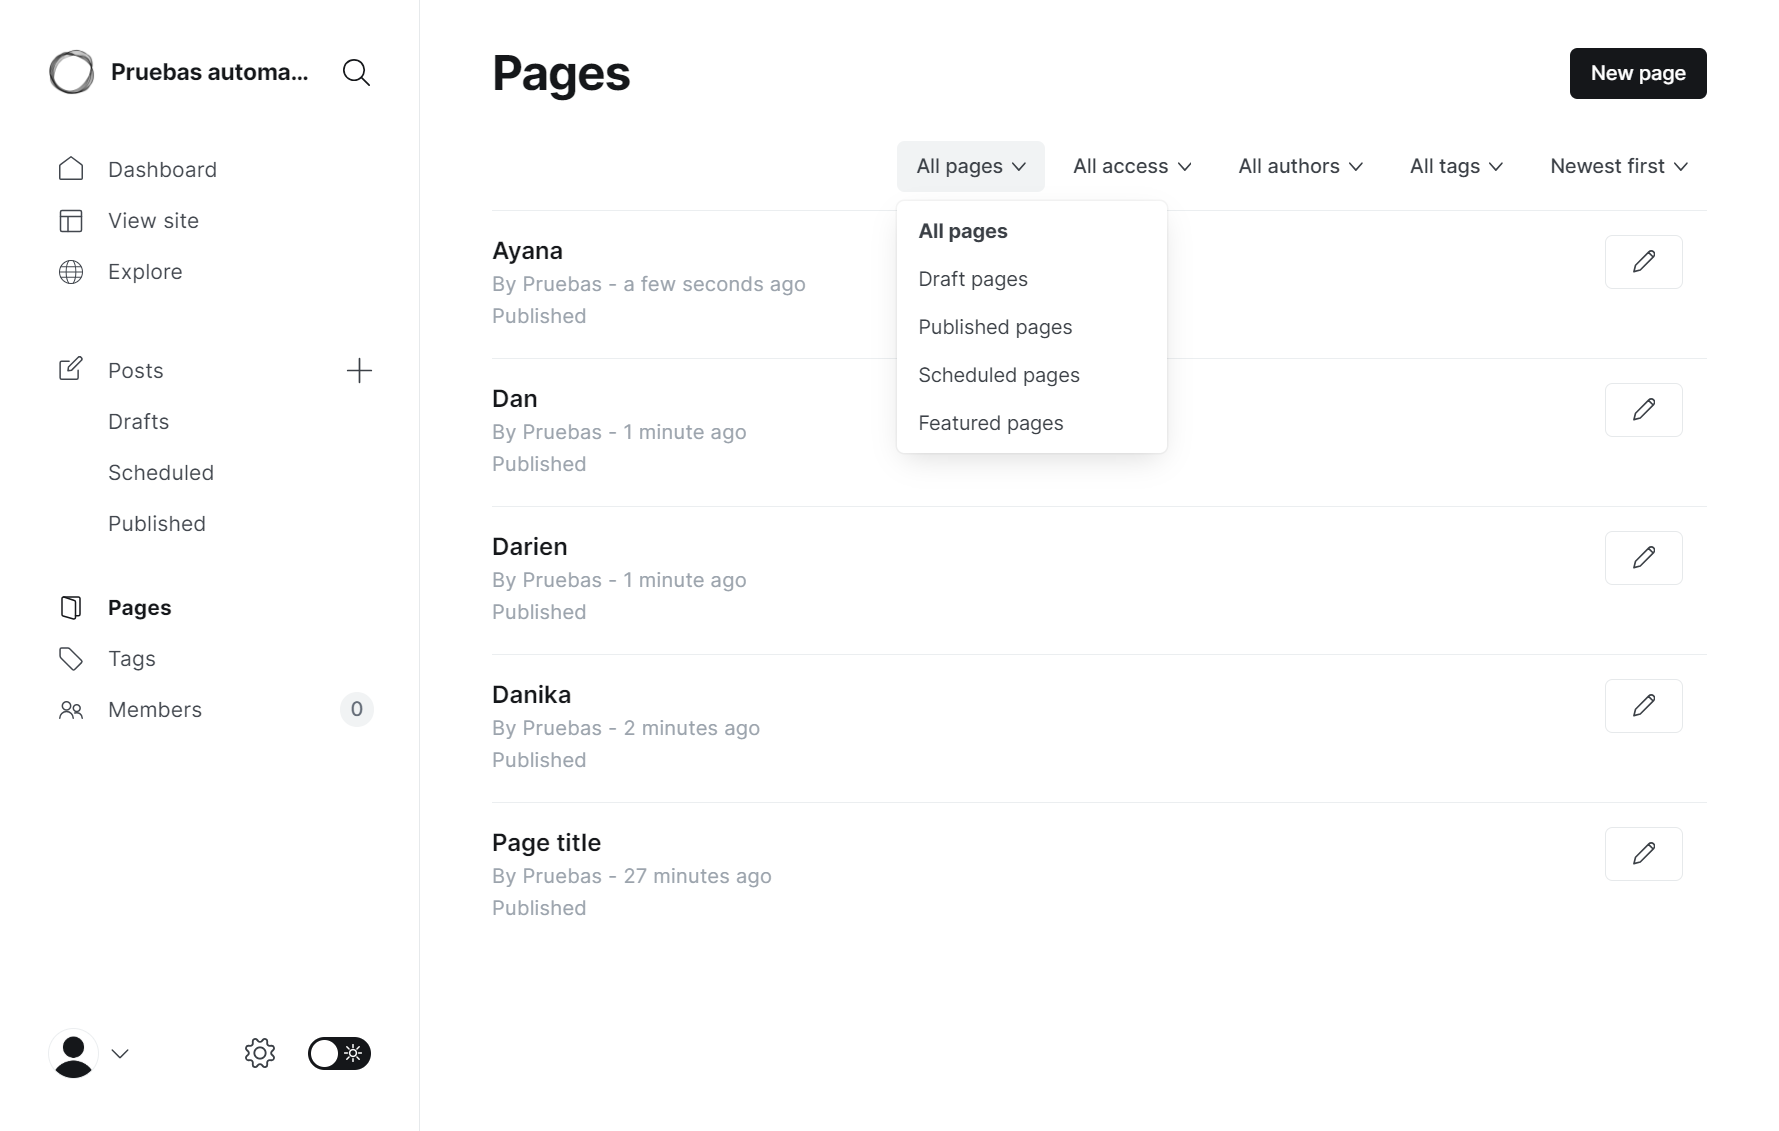 Pruebas automa...
Dashboard
View site
Explore
Posts
Drafts
Scheduled
Published
Pages
Tags
Members 0
Pages
New page
All pages All access All authors All tags Newest first
All pages
Draft pages
Published pages
Scheduled pages
Featured pages
Ayana
By Pruebas - a few seconds ago
Published
Dan
By Pruebas - 1 minute ago
Published
Darien
By Pruebas - 1 minute ago
Published
Danika
By Pruebas - 2 minutes ago
Published
Page title
By Pruebas - 27 minutes ago
Published